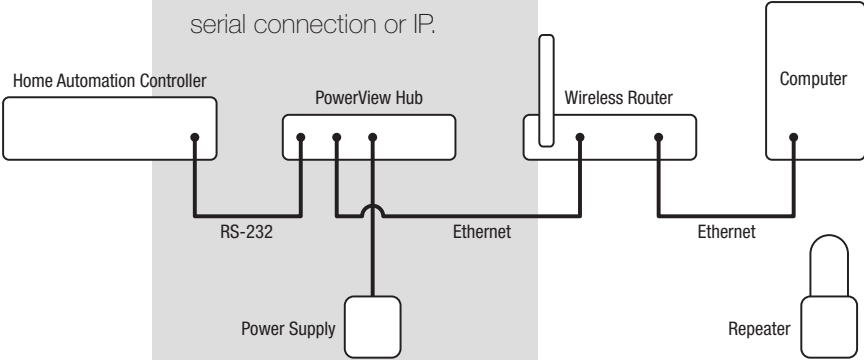 serial connection or IP.
Home Automation Controller
PowerView Hub
Wireless Router
Computer
RS-232
Ethernet
Ethernet
Power Supply
Repeater